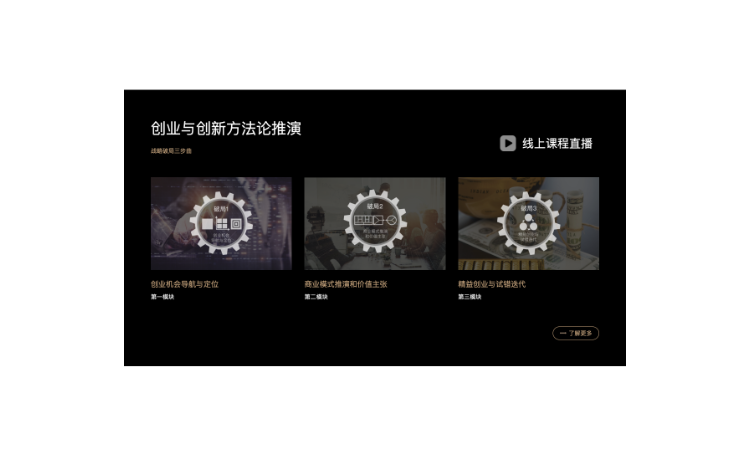 创业与创新方法论推演
战略破局三步曲
线上课程直播
破局1
破局2
破局3
创业机会导航与定位
第一模块
商业模式推演和价值主张
第二模块
精益创业与试错迭代
第三模块
了解更多